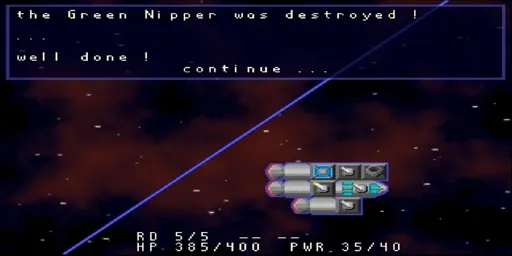 the Green Nipper was destroyed !
...
well done !
continue ...
RD 5/5 -- --
HP 385/400 PWR 35/40